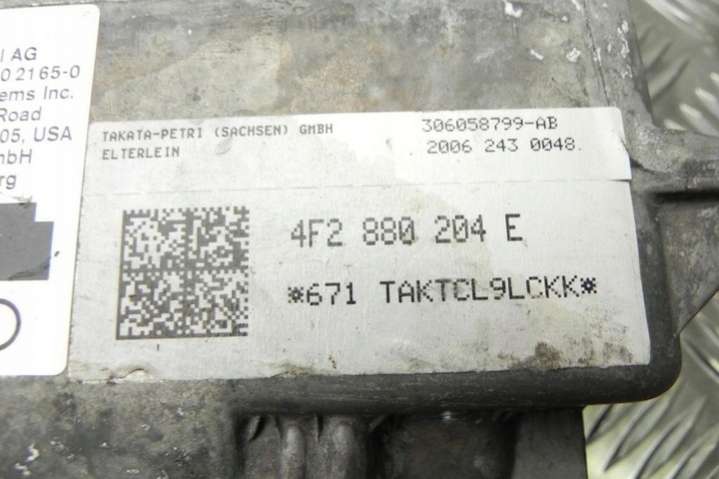 l AG
0 2165-0
ems Inc.
Road
05, USA
mbH
rg
TAKATA-PETRI (SACHSEN) GMBH
ELTERLEIN
306058799-AB
2006 243 0048.
4F2 880 204 E
*671 TAKTCL9LCKK*